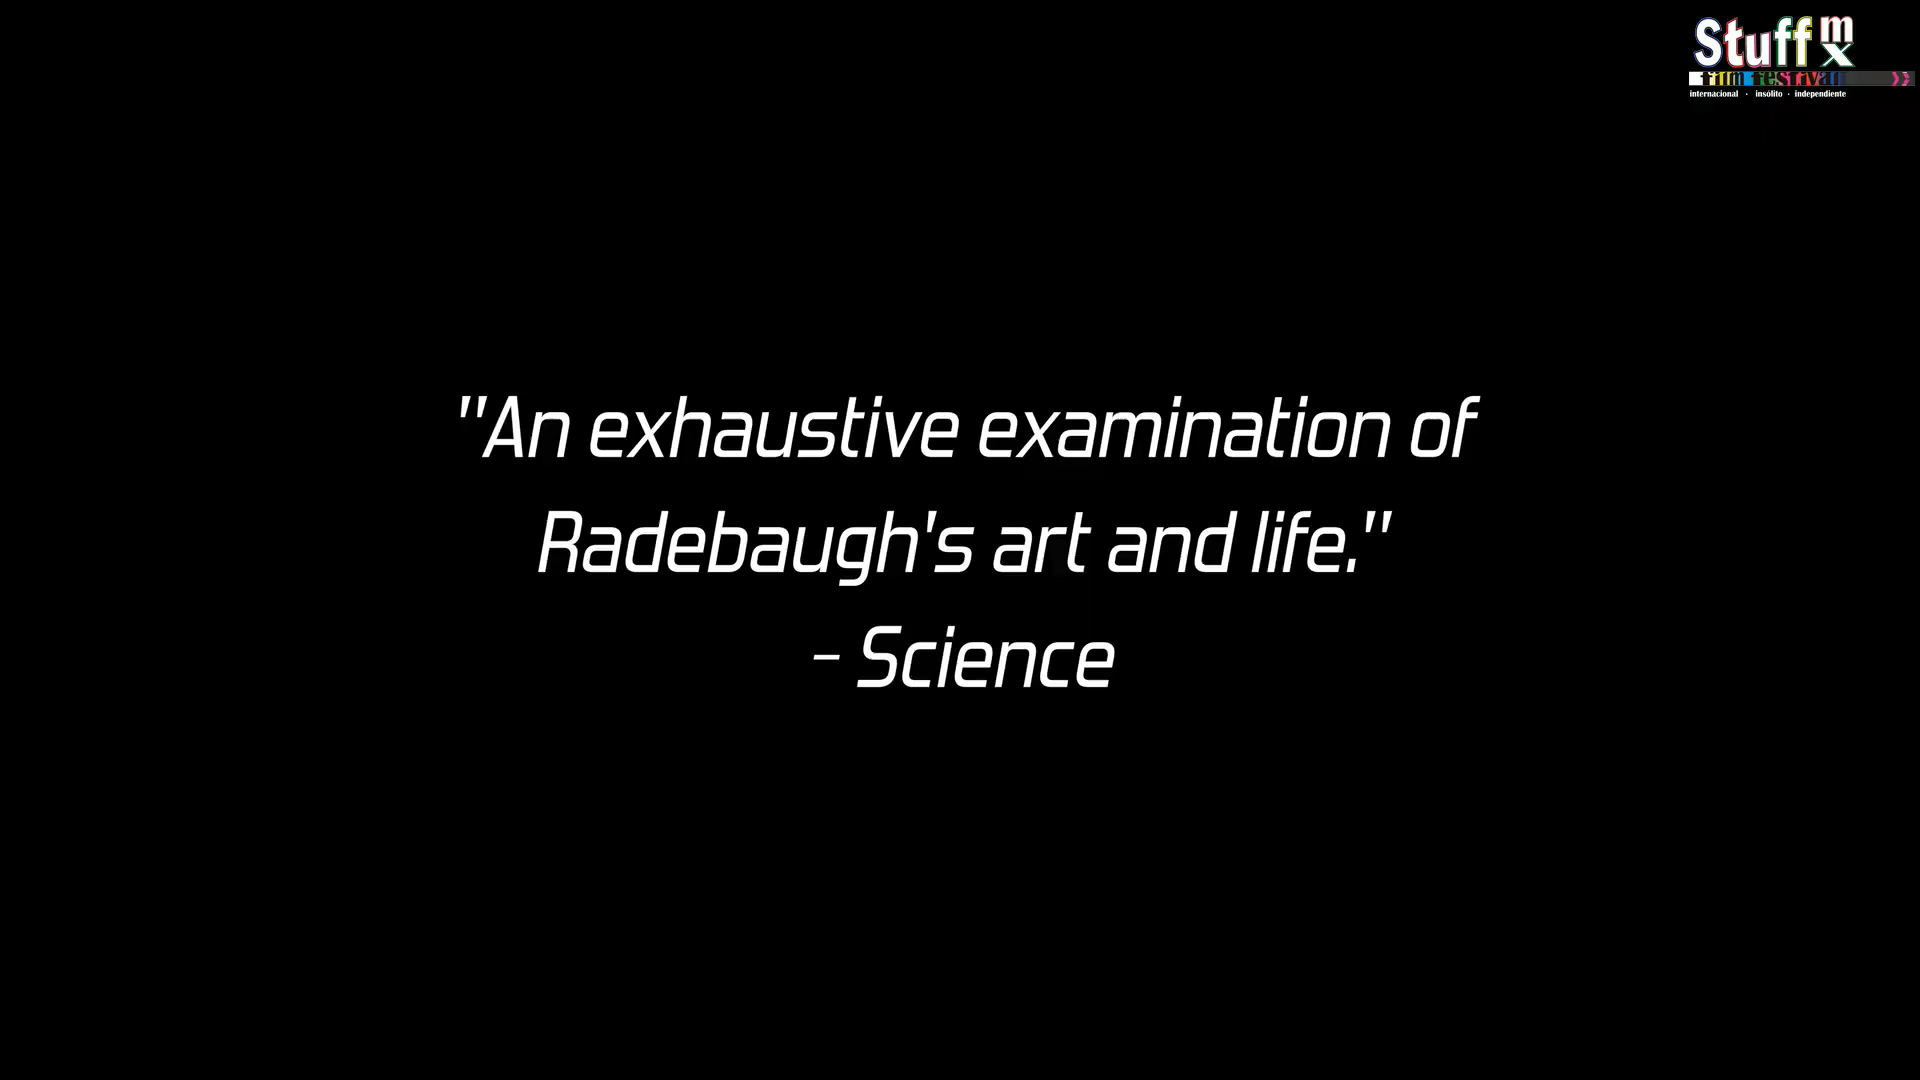 Stuff mx
film festival
internacional · insólito · independiente
"An exhaustive examination of
Radebaugh's art and life."
- Science